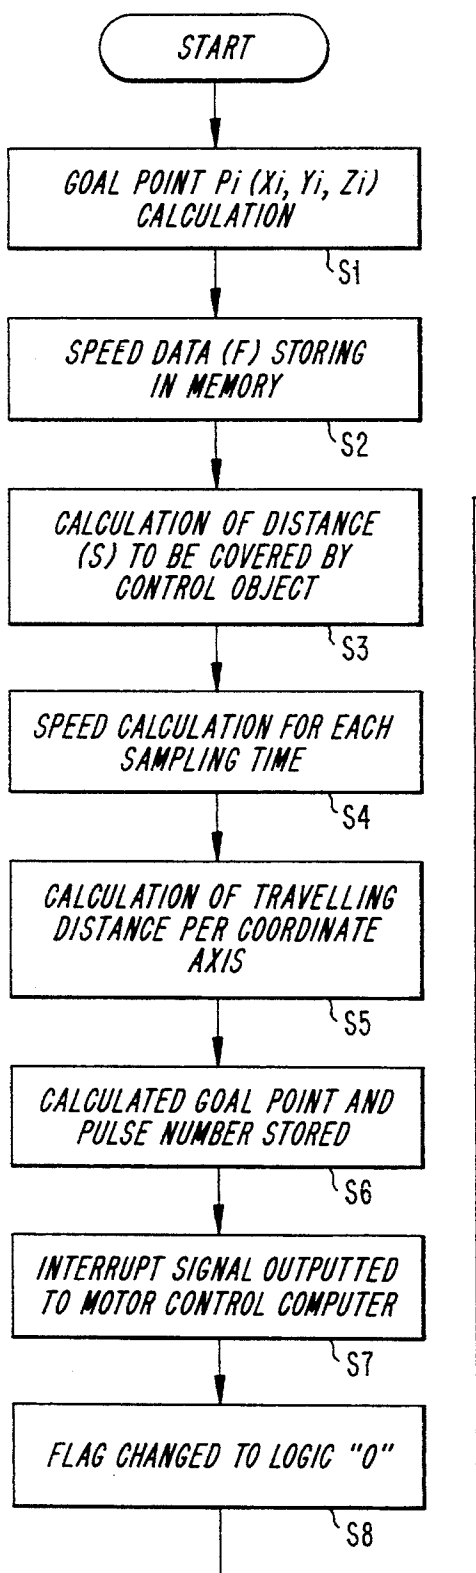 START
GOAL POINT Pi (Xi, Yi, Zi)
CALCULATION
S1
SPEED DATA (F) STORING
IN MEMORY
S2
CALCULATION OF DISTANCE
(S) TO BE COVERED BY
CONTROL OBJECT
S3
SPEED CALCULATION FOR EACH
SAMPLING TIME
S4
CALCULATION OF TRAVELLING
DISTANCE PER COORDINATE
AXIS
S5
CALCULATED GOAL POINT AND
PULSE NUMBER STORED
S6
INTERRUPT SIGNAL OUTPUTTED
TO MOTOR CONTROL COMPUTER
S7
FLAG CHANGED TO LOGIC "0"
S8